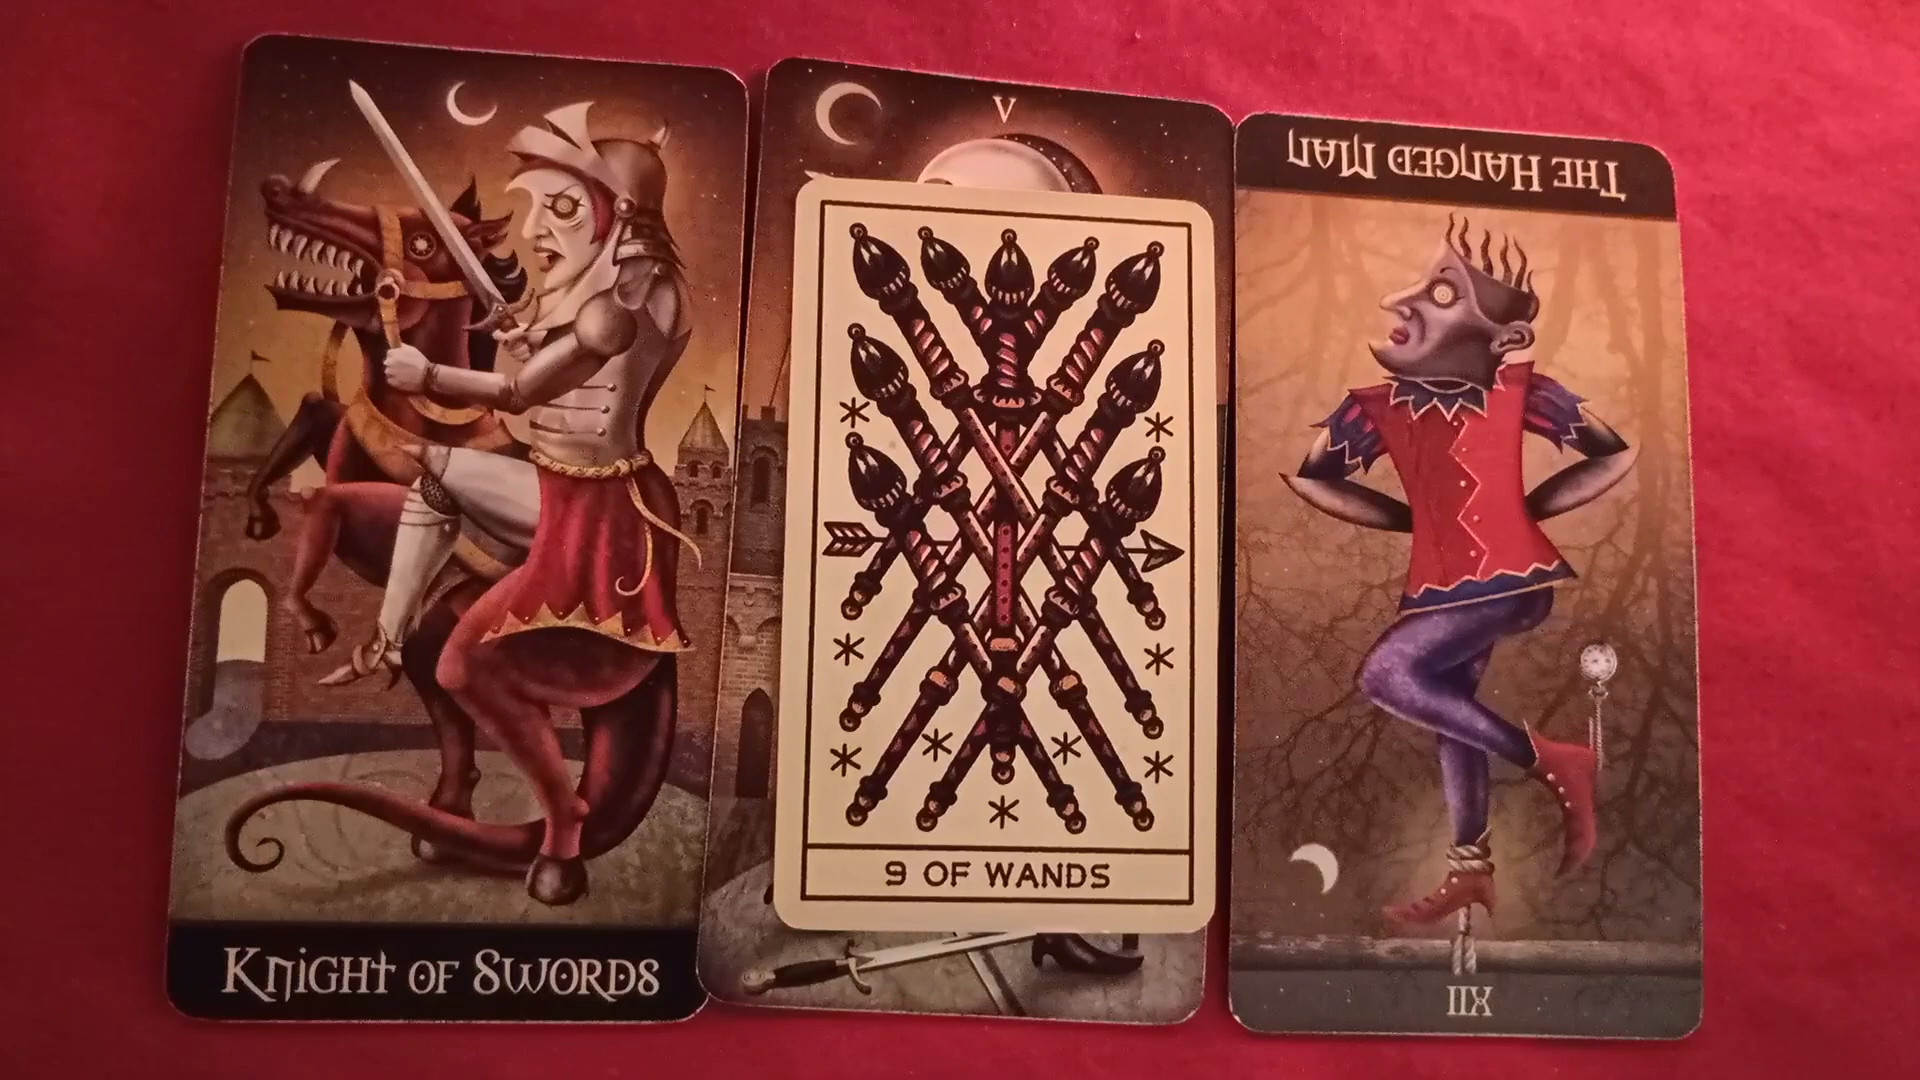 Knight of Swords
V
9 OF WANDS
The Hanged Man
XII